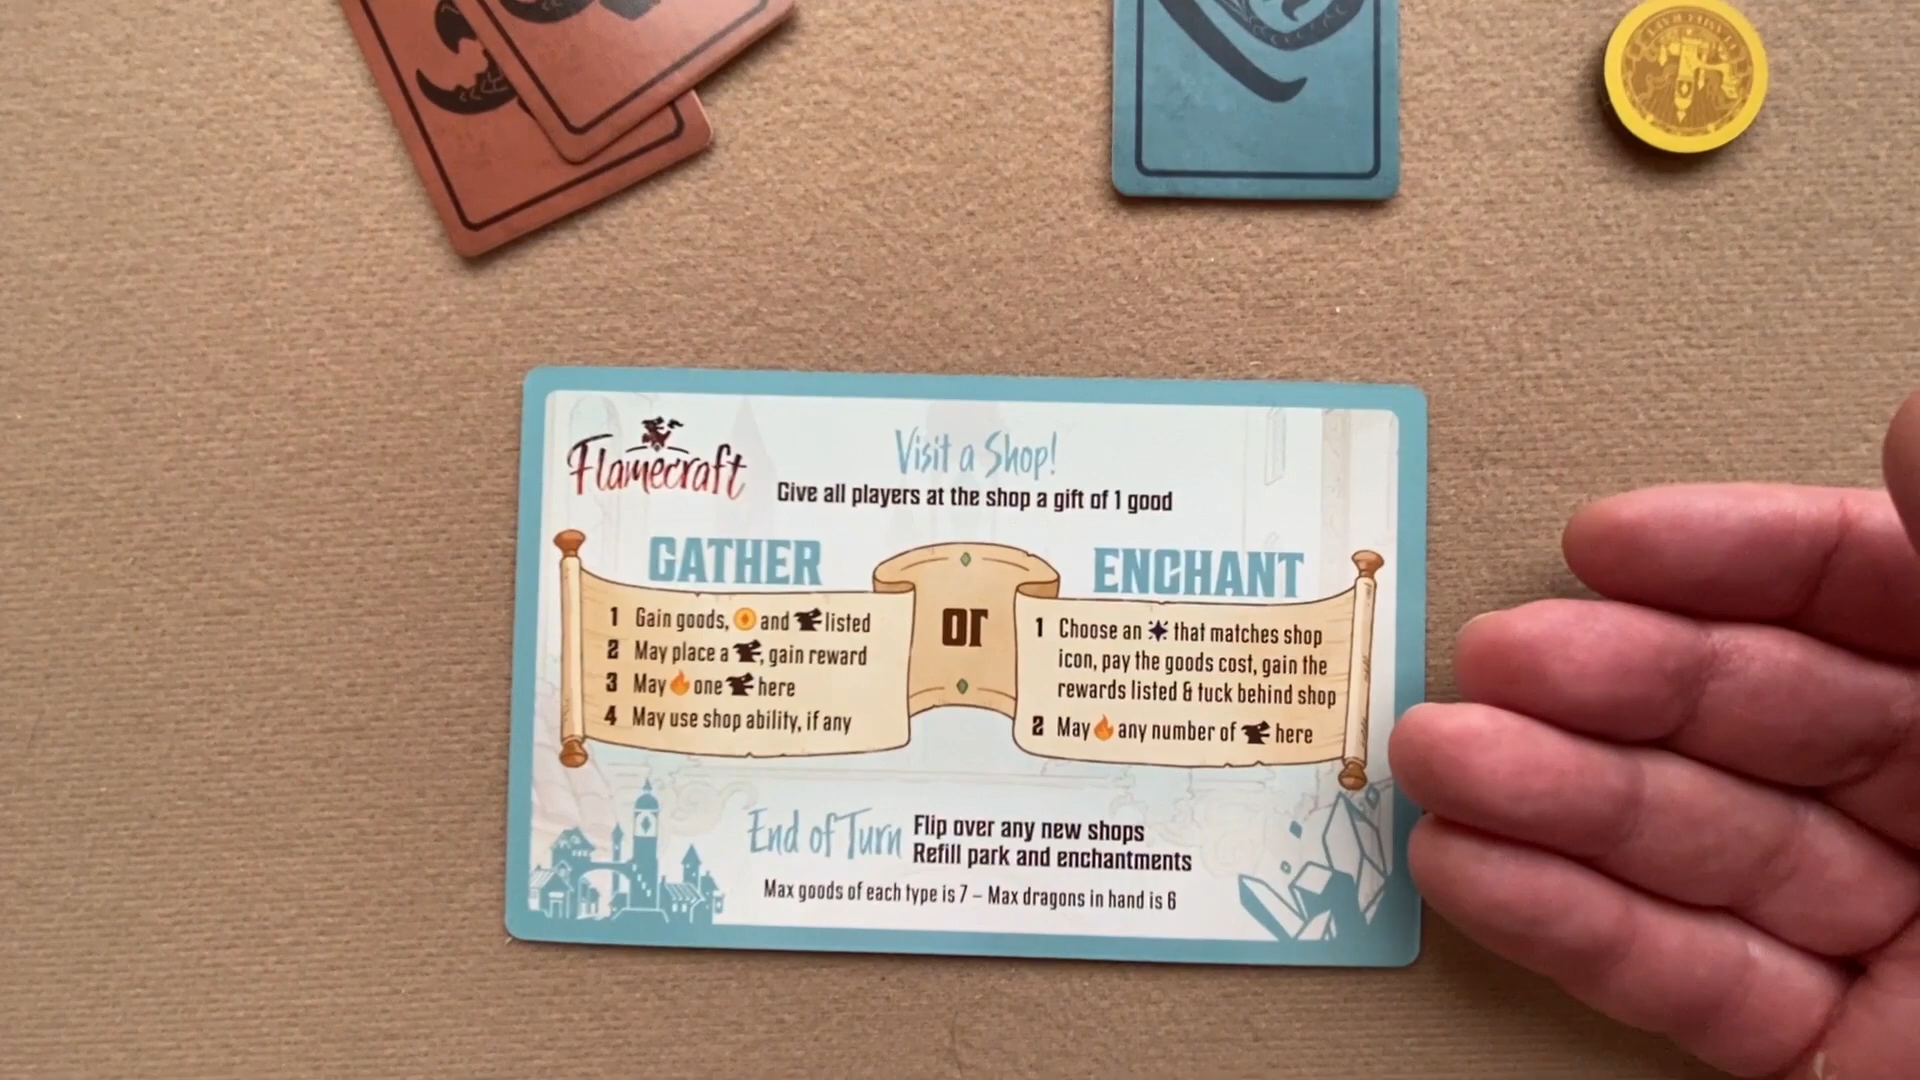 Flamecraft
Visit a Shop!
Give all players at the shop a gift of 1 good
GATHER
1 Gain goods, and listed
2 May place a , gain reward
3 May one here
4 May use shop ability, if any
or
ENCHANT
1 Choose an that matches shop
icon, pay the goods cost, gain the
rewards listed & tuck behind shop
2 May any number of here
End of Turn
Flip over any new shops
Refill park and enchantments
Max goods of each type is 7 – Max dragons in hand is 6